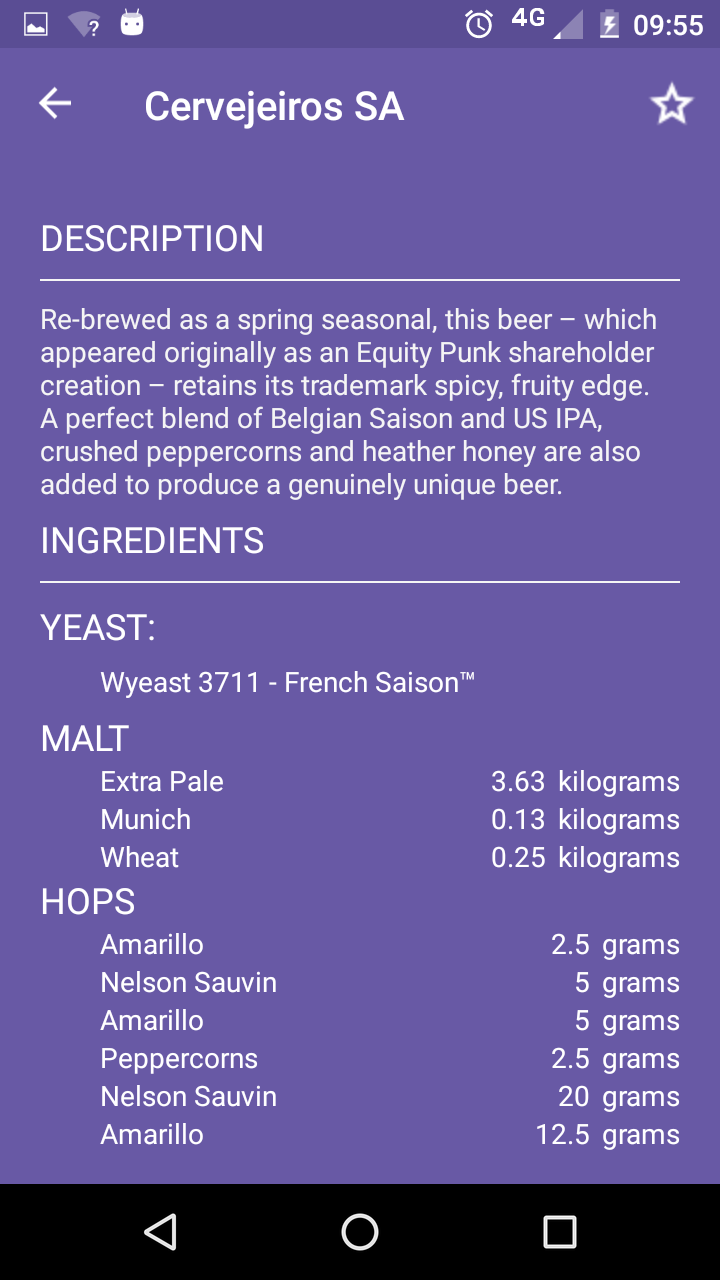 4G 09:55
Cervejeiros SA
DESCRIPTION
Re-brewed as a spring seasonal, this beer – which
appeared originally as an Equity Punk shareholder
creation – retains its trademark spicy, fruity edge.
A perfect blend of Belgian Saison and US IPA,
crushed peppercorns and heather honey are also
added to produce a genuinely unique beer.
INGREDIENTS
YEAST:
Wyeast 3711 - French Saison™
MALT
Extra Pale 3.63 kilograms
Munich 0.13 kilograms
Wheat 0.25 kilograms
HOPS
Amarillo 2.5 grams
Nelson Sauvin 5 grams
Amarillo 5 grams
Peppercorns 2.5 grams
Nelson Sauvin 20 grams
Amarillo 12.5 grams